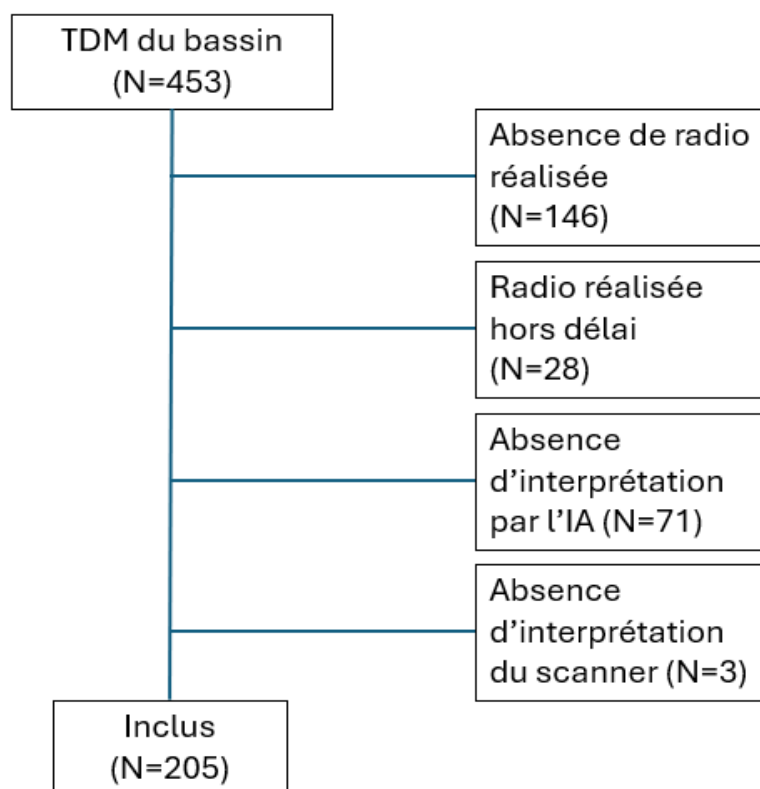 TDM du bassin
(N=453)
Absence de radio
réalisée
(N=146)
Radio réalisée
hors délai
(N=28)
Absence
d'interprétation
par l'IA (N=71)
Absence
d'interprétation
du scanner (N=3)
Inclus
(N=205)